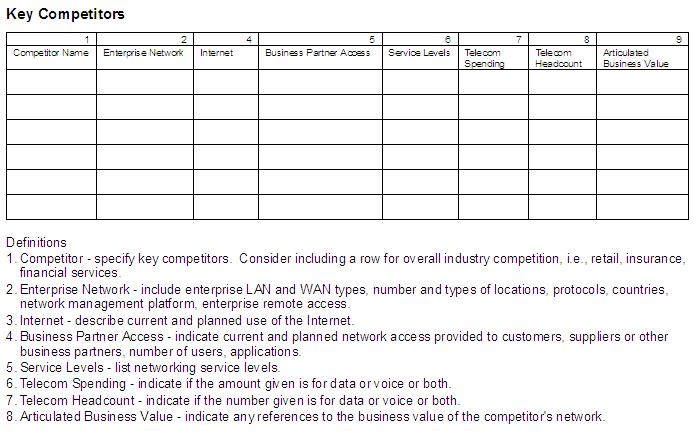 Key Competitors
1 2 4 5 6 7 8 9
Competitor Name Enterprise Network Internet Business Partner Access Service Levels Telecom Spending Telecom Headcount Articulated Business Value
Definitions
1. Competitor - specify key competitors. Consider including a row for overall industry competition, i.e., retail, insurance,
financial services.
2. Enterprise Network - include enterprise LAN and WAN types, number and types of locations, protocols, countries,
network management platform, enterprise remote access.
3. Internet - describe current and planned use of the Internet.
4. Business Partner Access - indicate current and planned network access provided to customers, suppliers or other
business partners, number of users, applications.
5. Service Levels - list networking service levels.
6. Telecom Spending - indicate if the amount given is for data or voice or both.
7. Telecom Headcount - indicate if the number given is for data or voice or both.
8. Articulated Business Value - indicate any references to the business value of the competitor's network.